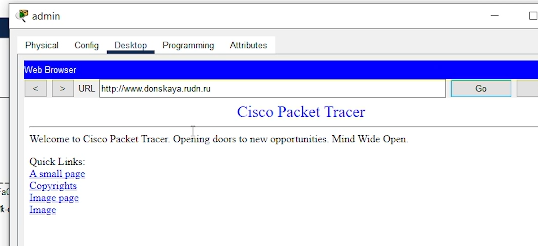 admin
Physical Config Desktop Programming Attributes
Web Browser
< > URL http://www.donskaya.rudn.ru Go
Cisco Packet Tracer
Welcome to Cisco Packet Tracer. Opening doors to new opportunities. Mind Wide Open.
Quick Links:
A small page
Copyrights
Image page
Image